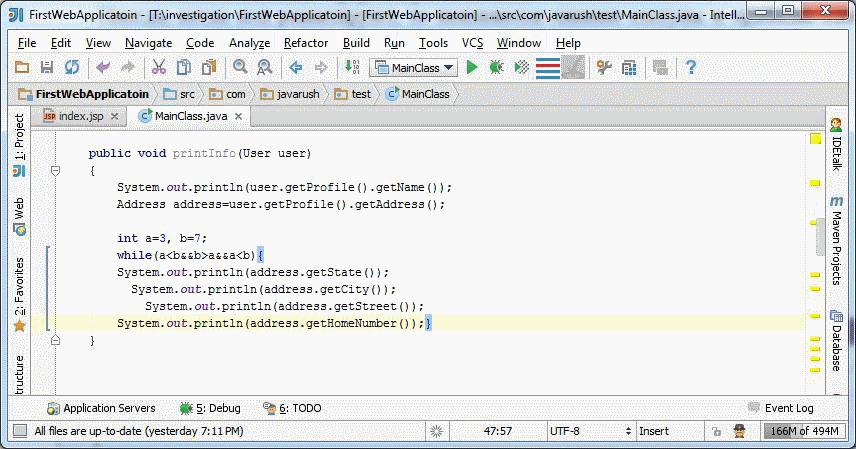 FirstWebApplicatoin - [T:\investigation\FirstWebApplicatoin] - [FirstWebApplicatoin] - ...\src\com\javarush\test\MainClass.java - Intell...
File Edit View Navigate Code Analyze Refactor Build Run Tools VCS Window Help
MainClass
FirstWebApplicatoin src com javarush test MainClass
index.jsp MainClass.java
1: Project
Web
2: Favorites
tructure
public void printInfo(User user)
{
System.out.println(user.getProfile().getName());
Address address=user.getProfile().getAddress();
int a=3, b=7;
while(a<b&&b>a&&a<b){
System.out.println(address.getState());
System.out.println(address.getCity());
System.out.println(address.getStreet());
System.out.println(address.getHomeNumber());}
}
IDEtalk
Maven Projects
Database
Application Servers 5: Debug 6: TODO Event Log
All files are up-to-date (yesterday 7:11 PM) 47:57 UTF-8 Insert 166M of 494M